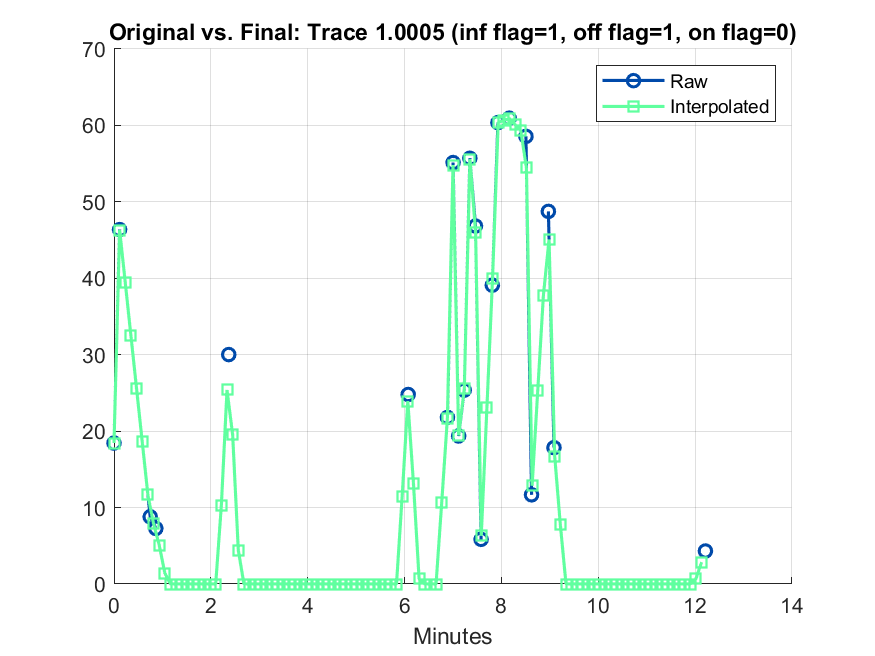 Original vs. Final: Trace 1.0005 (inf flag=1, off flag=1, on flag=0)
70
60
50
40
30
20
10
0
Raw
Interpolated
0 2 4 6 8 10 12 14
Minutes